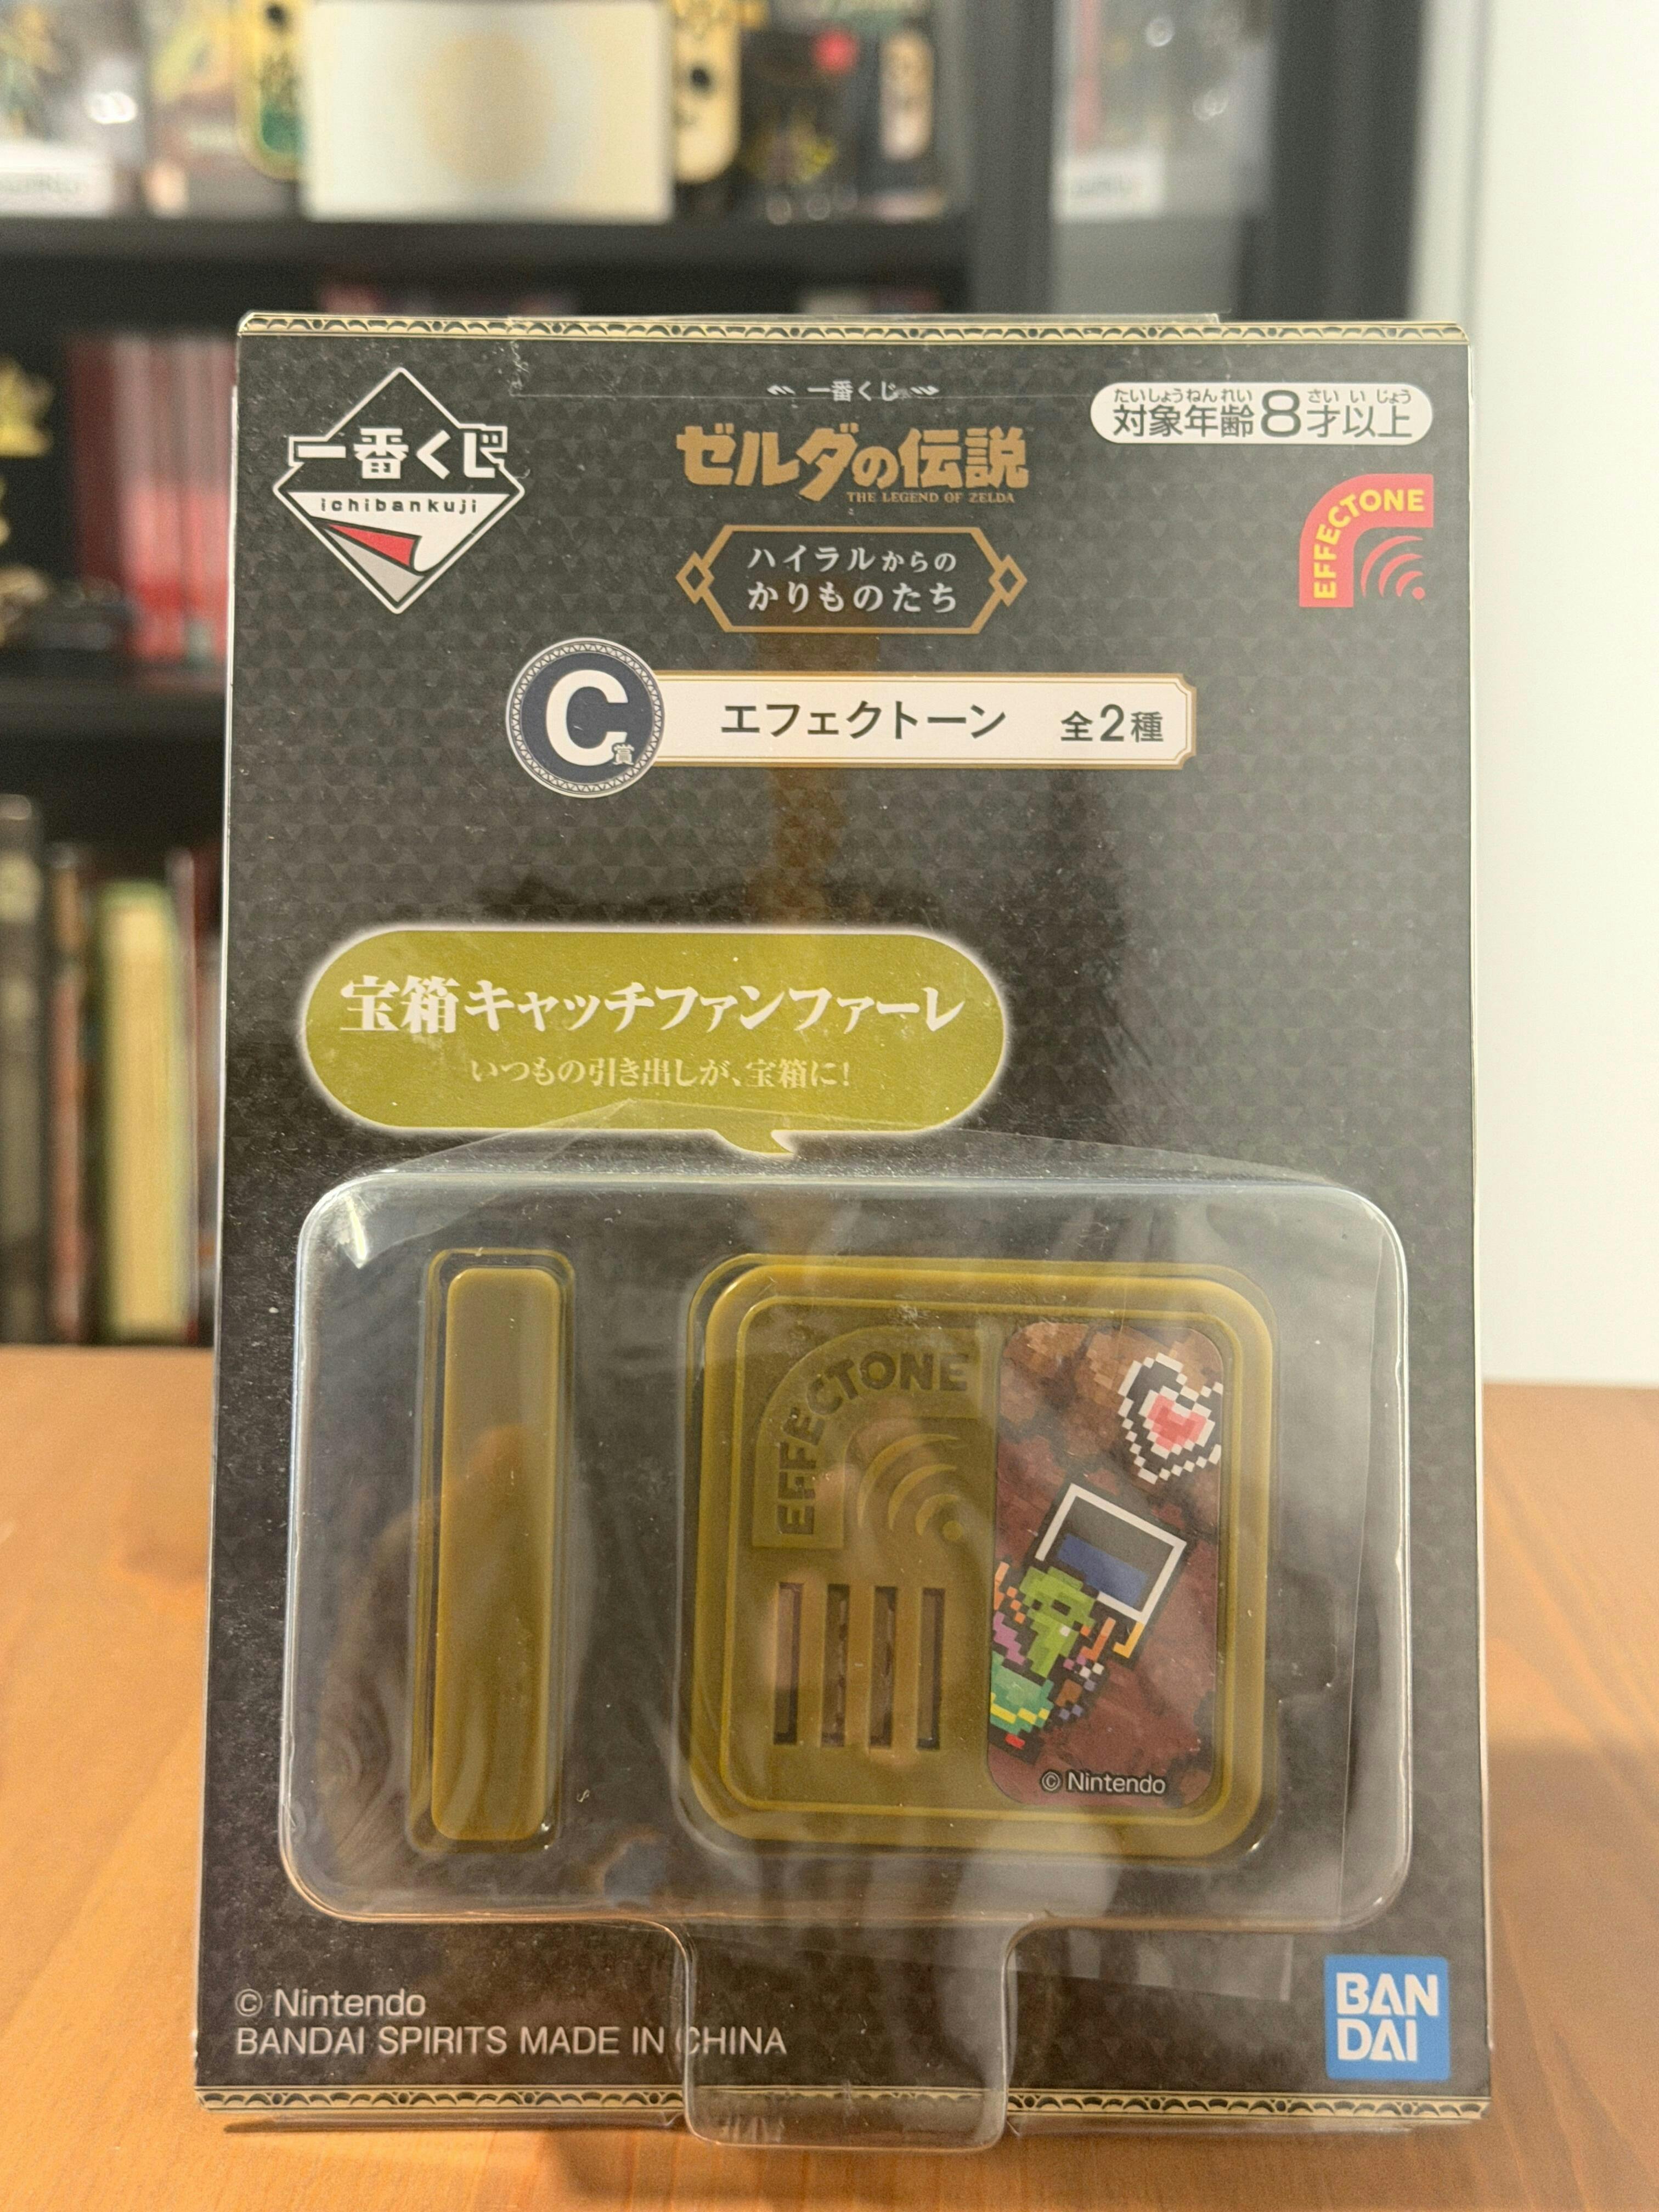 一番くじ
ichibankuji
一番くじ
ゼルダの伝説
THE LEGEND OF ZELDA
ハイラルからの
かりものたち
たいしょうねんれい さい い じょう
対象年齢8才以上
EFFECTONE
C賞
エフェクトーン 全2種
宝箱キャッチファンファーレ
いつもの引き出しが、宝箱に!
EFFECTONE
© Nintendo
© Nintendo
BANDAI SPIRITS MADE IN CHINA
BAN
DAI